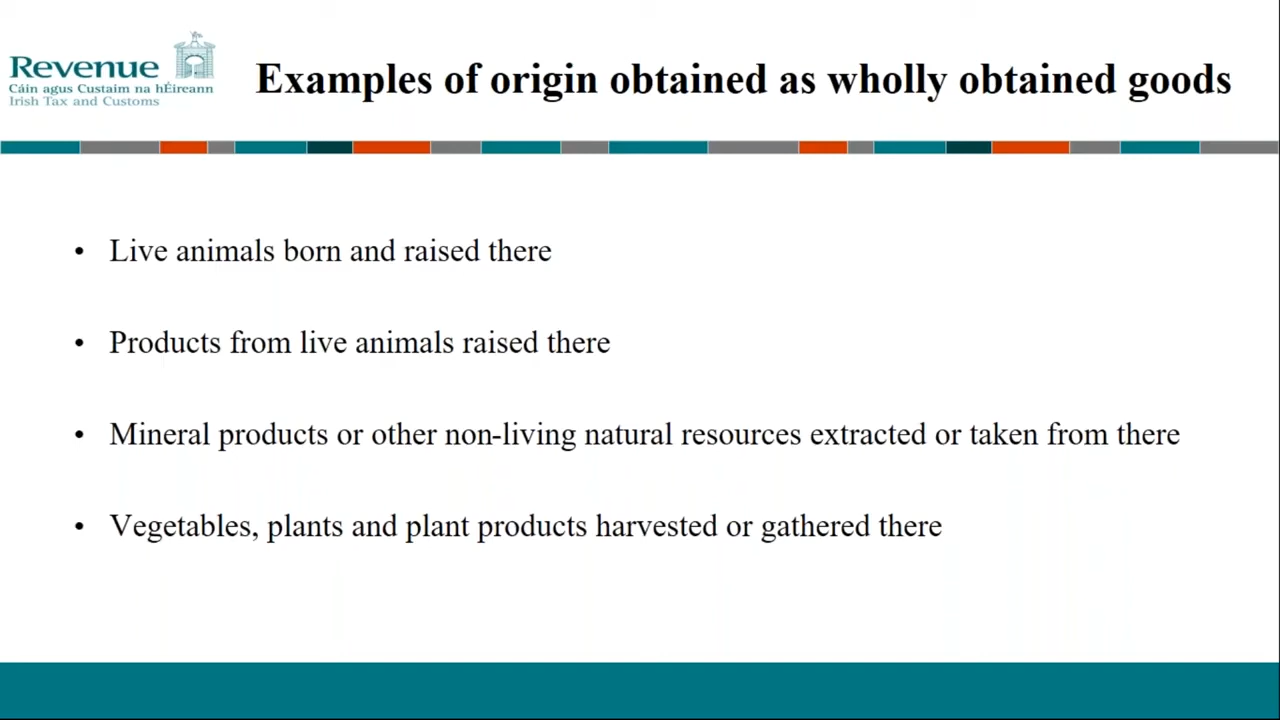 Revenue
Cáin agus Custaim na hÉireann
Irish Tax and Customs
Examples of origin obtained as wholly obtained goods
• Live animals born and raised there
• Products from live animals raised there
• Mineral products or other non-living natural resources extracted or taken from there
• Vegetables, plants and plant products harvested or gathered there